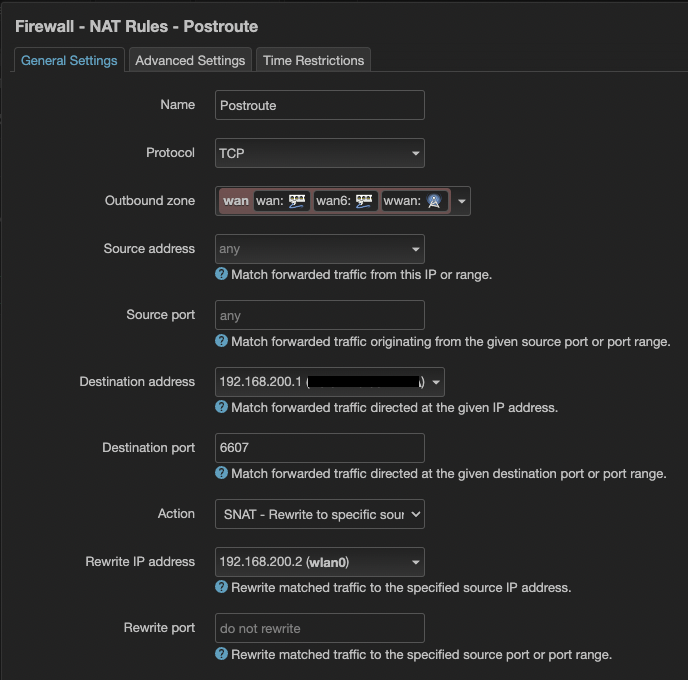 Firewall - NAT Rules - Postroute
General Settings Advanced Settings Time Restrictions
Name Postroute
Protocol TCP
Outbound zone wan wan: wan6: wwan:
Source address any
Match forwarded traffic from this IP or range.
Source port any
Match forwarded traffic originating from the given source port or port range.
Destination address 192.168.200.1 ( )
Match forwarded traffic directed at the given IP address.
Destination port 6607
Match forwarded traffic directed at the given destination port or port range.
Action SNAT - Rewrite to specific sour
Rewrite IP address 192.168.200.2 (wlan0)
Rewrite matched traffic to the specified source IP address.
Rewrite port do not rewrite
Rewrite matched traffic to the specified source port or port range.